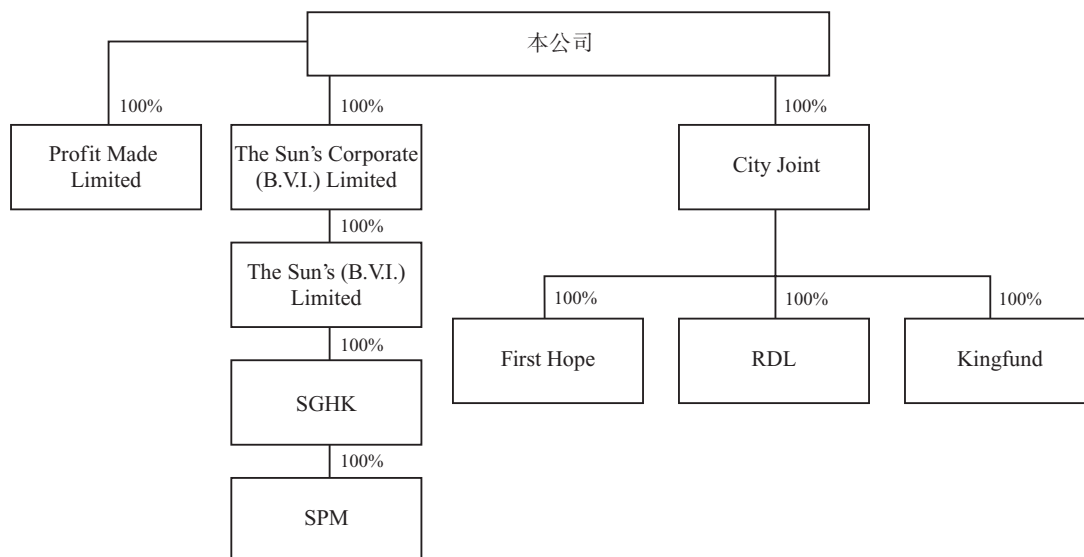 本公司
100%
100%
100%
Profit Made
Limited
The Sun’s Corporate
(B.V.I.) Limited
City Joint
100%
The Sun’s (B.V.I.)
Limited
100%
100%
100%
First Hope
RDL
Kingfund
100%
SGHK
100%
SPM